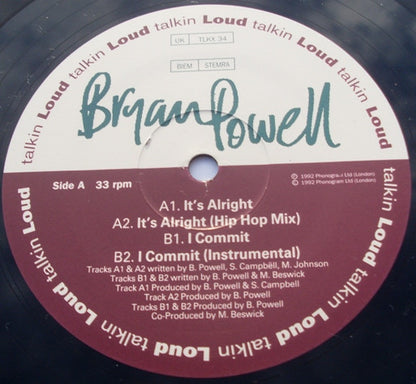 talkin Loud talkin Loud talkin Loud talkin Loud talkin Loud talkin Loud talkin Loud talkin Loud
UK TLKX 34
BIEM STEMRA
Bryan Powell
℗ 1992 Phonogram Ltd (London)
© 1992 Phonogram Ltd (London)
Side A 33 rpm
A1. It's Alright
A2. It's Alright (Hip Hop Mix)
B1. I Commit
B2. I Commit (Instrumental)
Tracks A1 & A2 written by B. Powell, S. Campbell, M. Johnson
Tracks B1 & B2 written by B. Powell & M. Beswick
Track A1 Produced by B. Powell & S. Campbell
Track A2 Produced by B. Powell
Tracks B1 & B2 Produced by B. Powell
Co-Produced by M. Beswick